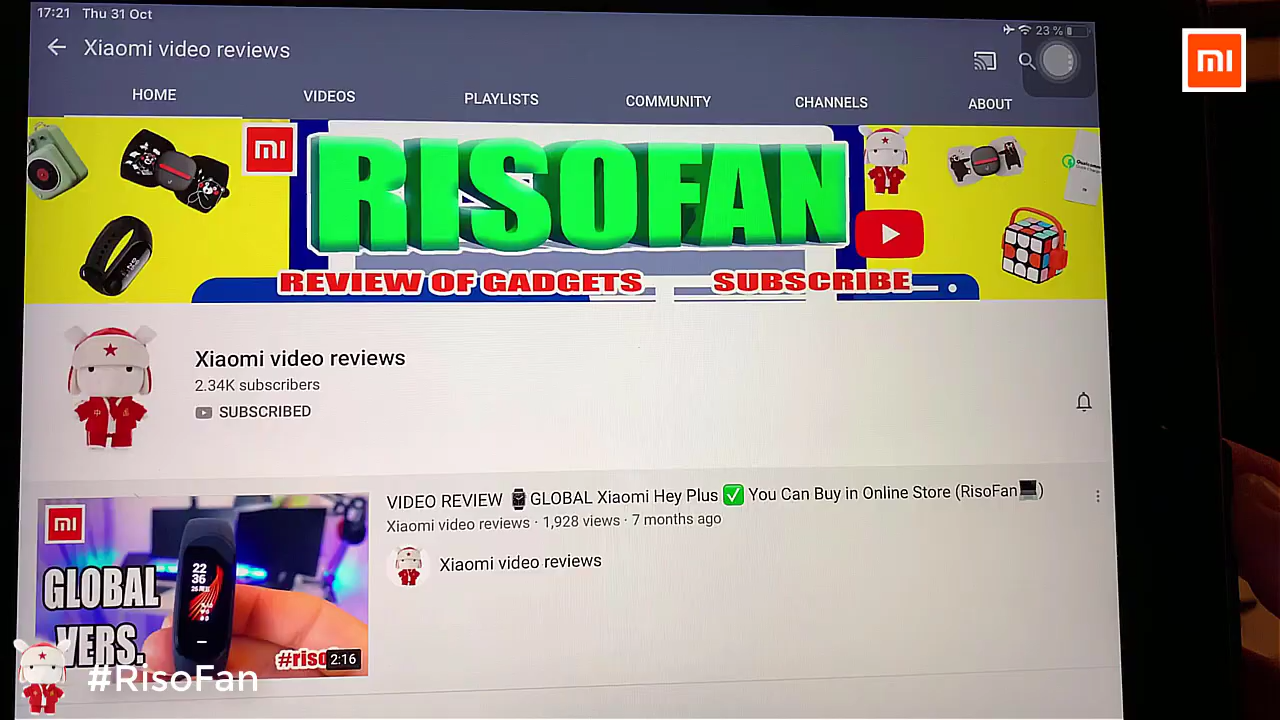 17:21 Thu 31 Oct
23 %
Xiaomi video reviews
HOME VIDEOS PLAYLISTS COMMUNITY CHANNELS ABOUT
RISOFAN
REVIEW OF GADGETS SUBSCRIBE
Xiaomi video reviews
2.34K subscribers
SUBSCRIBED
VIDEO REVIEW ⌚GLOBAL Xiaomi Hey Plus ✅ You Can Buy in Online Store (RisoFan💻)
Xiaomi video reviews · 1,928 views · 7 months ago
Xiaomi video reviews
GLOBAL
VERS.
22
36
#riso
2:16
#RisoFan